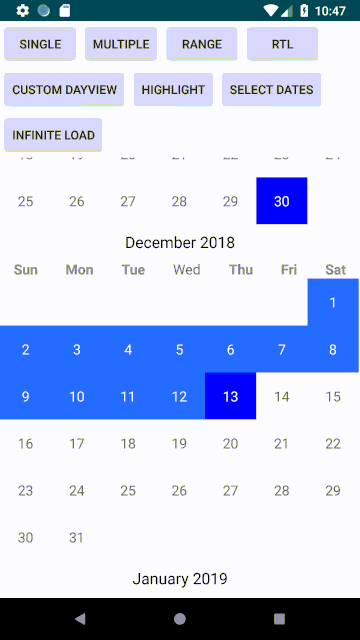 10:47
SINGLE MULTIPLE RANGE RTL
CUSTOM DAYVIEW HIGHLIGHT SELECT DATES
INFINITE LOAD
25 26 27 28 29 30
December 2018
Sun Mon Tue Wed Thu Fri Sat
1
2 3 4 5 6 7 8
9 10 11 12 13 14 15
16 17 18 19 20 21 22
23 24 25 26 27 28 29
30 31
January 2019